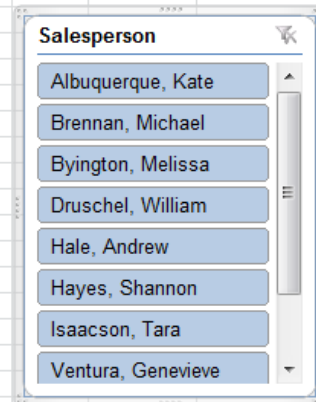 Salesperson
Albuquerque, Kate
Brennan, Michael
Byington, Melissa
Druschel, William
Hale, Andrew
Hayes, Shannon
Isaacson, Tara
Ventura, Genevieve